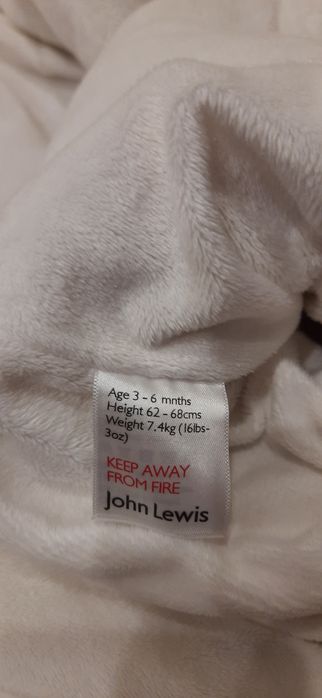 Age 3 - 6 mnths
Height 62 - 68cms
Weight 7.4kg (16lbs-
3oz)
KEEP AWAY
FROM FIRE
John Lewis